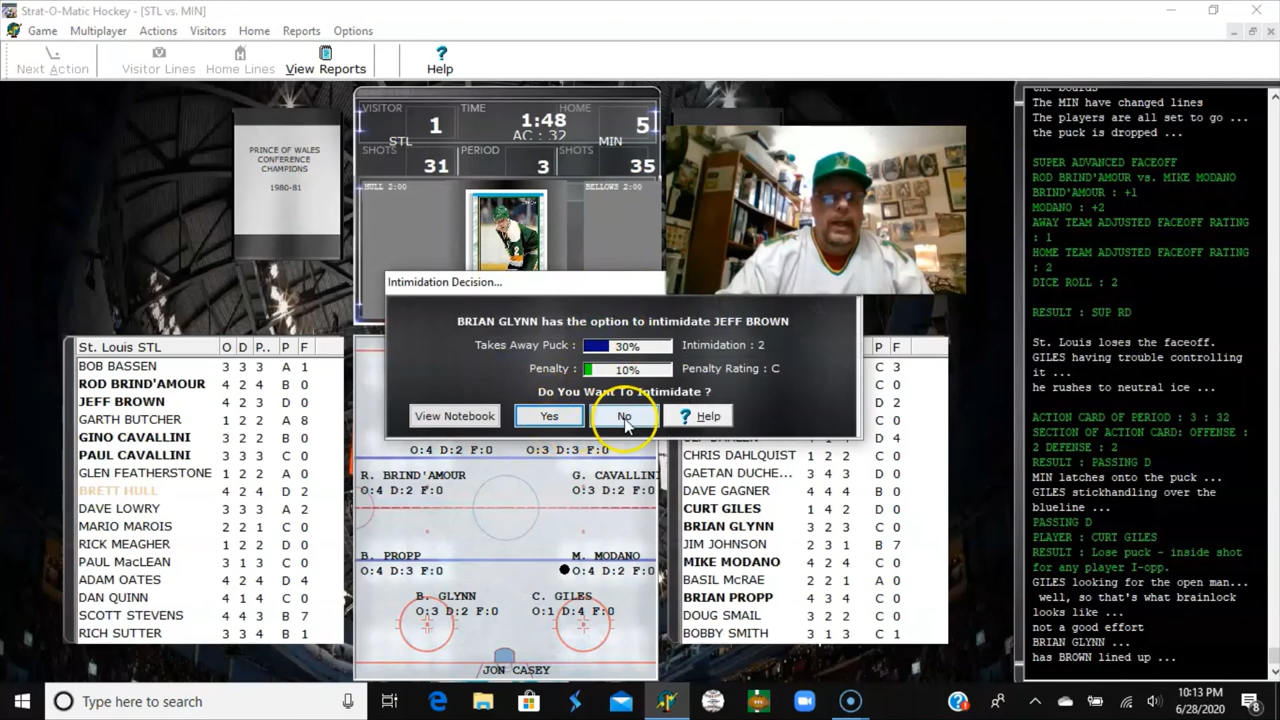 Strat-O-Matic Hockey - [STL vs. MIN]
Game Multiplayer Actions Visitors Home Reports Options
Next Action Visitor Lines Home Lines View Reports Help
PRINCE OF WALES
CONFERENCE
CHAMPIONS
1980-81
VISITOR TIME HOME
1 1:48 5
STL AC : 32 MIN
SHOTS PERIOD SHOTS
31 3 35
HULL 2:00 BELLOWS 2:00
Intimidation Decision...
BRIAN GLYNN has the option to intimidate JEFF BROWN
Takes Away Puck : 30% Intimidation : 2
Penalty : 10% Penalty Rating : C
Do You Want To Intimidate ?
View Notebook Yes No Help
St. Louis STL O D P.. P F
BOB BASSEN 3 3 3 A 1
ROD BRIND'AMOUR 4 2 3 C 0
JEFF BROWN 4 2 3 D 0
GARTH BUTCHER 1 2 2 A 8
GINO CAVALLINI 3 3 3 C 0
PAUL CAVALLINI 3 3 3 C 0
GLEN FEATHERSTONE 1 2 2 A 0
BRETT HULL 4 2 4 D 2
DAVE LOWRY 3 3 3 A 2
MARIO MAROIS 2 2 1 C 0
RICK MEAGHER 1 2 2 D 0
PAUL MacLEAN 3 1 2 C 0
ADAM OATES 4 2 4 D 4
DAN QUINN 4 1 4 C 0
SCOTT STEVENS 4 3 4 B 7
RICH SUTTER 3 3 4 B 1
O:4 D:2 F:0 O:3 D:3 F:0
R. BRIND'AMOUR G. CAVALLINI
O:4 D:2 F:0 O:3 D:2 F:0
B. PROPP M. MODANO
O:4 D:3 F:0 O:4 D:2 F:0
B. GLYNN C. GILES
O:3 D:2 F:0 O:1 D:4 F:0
JON CASEY
P F
C 3
D 2
C 0
D 4
CHRIS DAHLQUIST 1 2 2 C 0
GAETAN DUCHE... 3 4 3 D 0
DAVE GAGNER 4 4 4 B 0
CURT GILES 1 4 2 D 0
BRIAN GLYNN 3 2 3 C 0
JIM JOHNSON 2 3 1 B 7
MIKE MODANO 4 2 2 C 0
BASIL McRAE 2 2 1 A 0
BRIAN PROPP 4 3 4 C 0
DOUG SMAIL 3 2 2 C 0
BOBBY SMITH 3 1 3 C 1
the boards
The MIN have changed lines
The players are all set to go ...
the puck is dropped ...
SUPER ADVANCED FACEOFF
ROD BRIND'AMOUR vs. MIKE MODANO
BRIND'AMOUR : +1
MODANO : +2
AWAY TEAM ADJUSTED FACEOFF RATING
: 1
HOME TEAM ADJUSTED FACEOFF RATING
: 2
DICE ROLL : 2
RESULT : SUP RD
St. Louis loses the faceoff.
GILES having trouble controlling
it ...
he rushes to neutral ice ...
ACTION CARD OF PERIOD : 3 : 32
SECTION OF ACTION CARD: OFFENSE :
2 DEFENSE : 2
RESULT : PASSING D
MIN latches onto the puck ...
GILES stickhandling over the
blueline ...
PASSING D
PLAYER : CURT GILES
RESULT : Lose puck - inside shot
for any player I-opp.
GILES looking for the open man...
well, so that's what brainlock
looks like ...
not a good effort
BRIAN GLYNN ...
has BROWN lined up ...
Type here to search
10:13 PM
6/28/2020
8